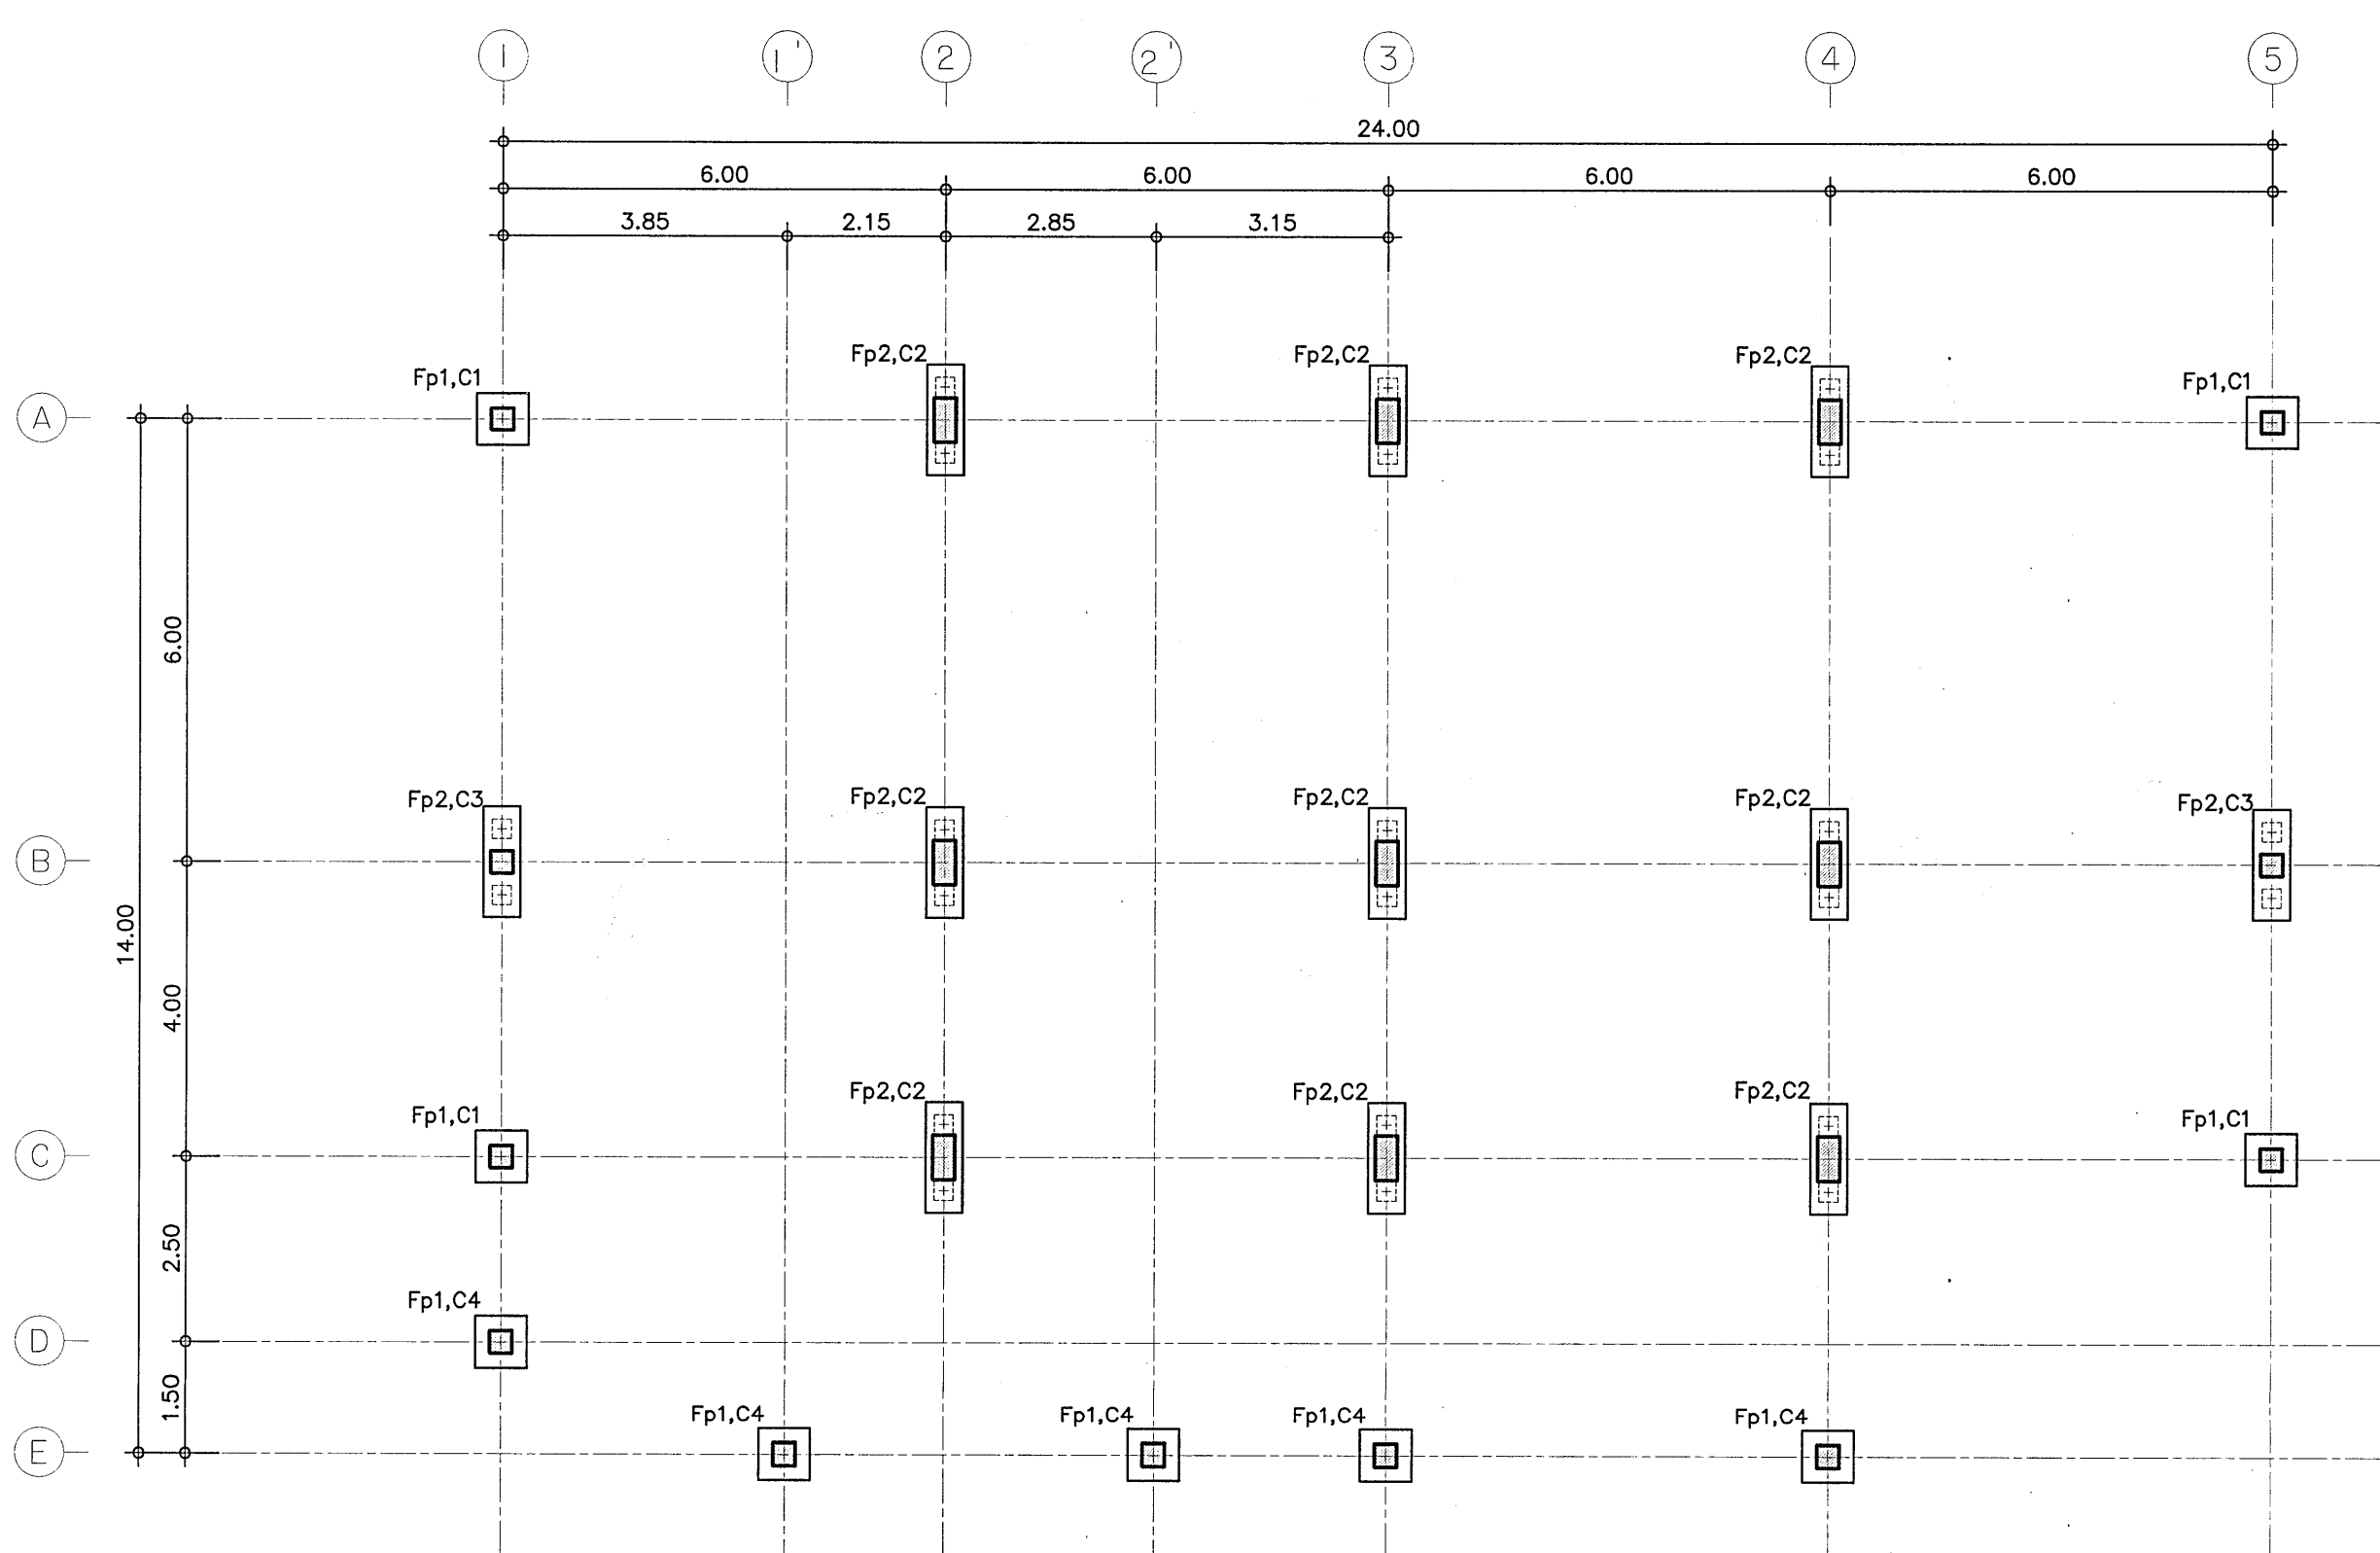 1 1' 2 2' 3 4 5
24.00
6.00 6.00 6.00 6.00
3.85 2.15 2.85 3.15
Fp2,C2 Fp2,C2 Fp2,C2
Fp1,C1 Fp1,C1
A
6.00
Fp2,C3 Fp2,C2 Fp2,C2 Fp2,C2 Fp2,C3
B
14.00
4.00
Fp2,C2 Fp2,C2 Fp2,C2
Fp1,C1 Fp1,C1
C
2.50
Fp1,C4
D
1.50
Fp1,C4 Fp1,C4 Fp1,C4 Fp1,C4
E